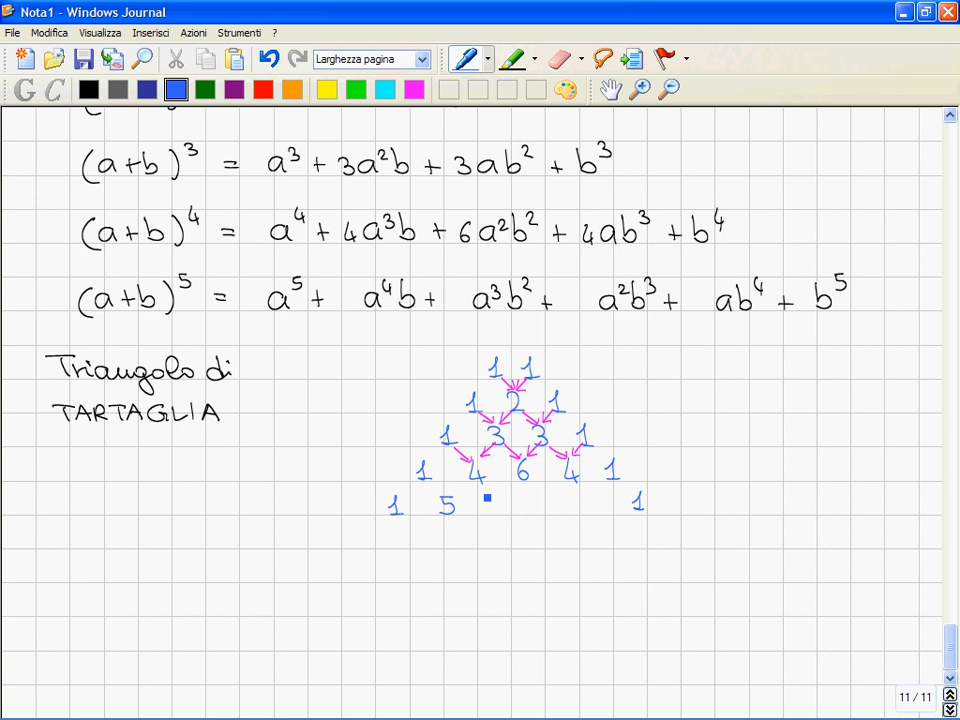 Nota1 - Windows Journal
File Modifica Visualizza Inserisci Azioni Strumenti ?
Larghezza pagina
G C
(a+b)³ = a³ + 3a²b + 3ab² + b³
(a+b)⁴ = a⁴ + 4a³b + 6a²b² + 4ab³ + b⁴
(a+b)⁵ = a⁵ + a⁴b + a³b² + a²b³ + ab⁴ + b⁵
Triangolo di
TARTAGLIA
1 1
1 2 1
1 3 3 1
1 4 6 4 1
1 5 1
11 / 11